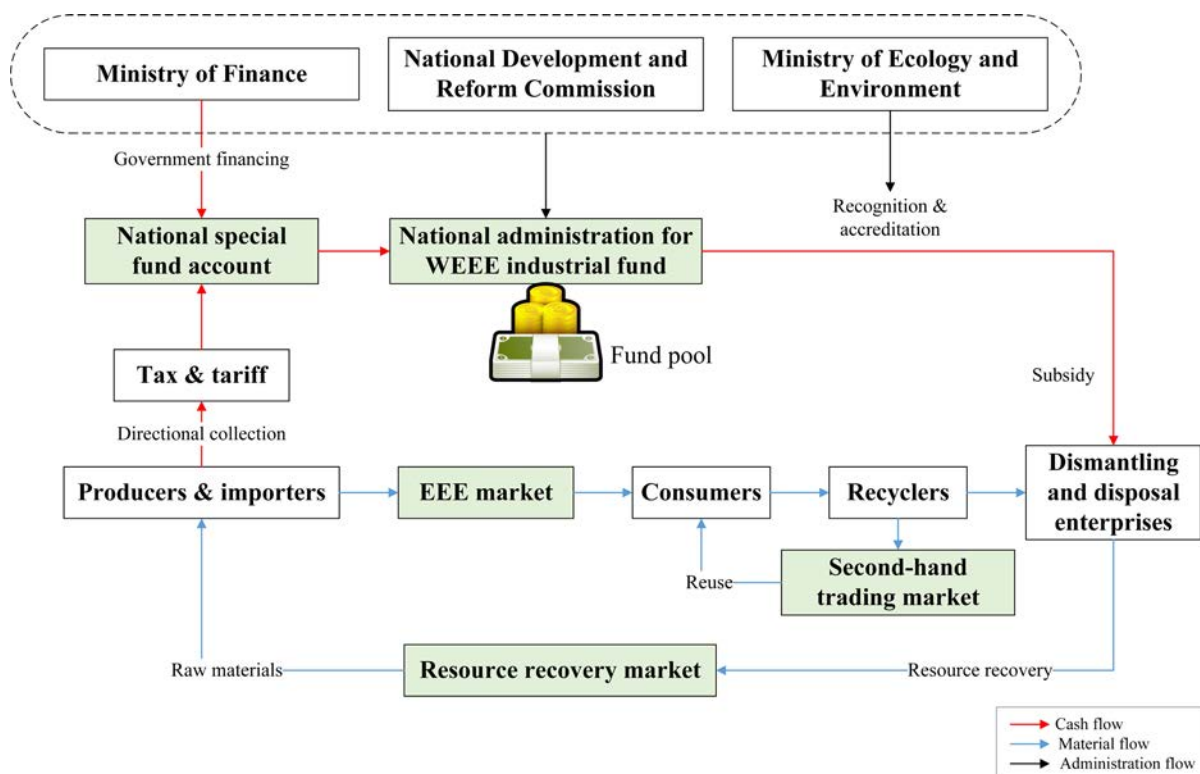 Ministry of Finance
National Development and
Reform Commission
Ministry of Ecology and
Environment
Government financing
Recognition &
accreditation
National special
fund account
National administration for
WEEE industrial fund
Fund pool
Tax & tariff
Subsidy
Directional collection
Producers & importers
EEE market
Consumers
Recyclers
Dismantling
and disposal
enterprises
Reuse
Second-hand
trading market
Raw materials
Resource recovery market
Resource recovery
Cash flow
Material flow
Administration flow